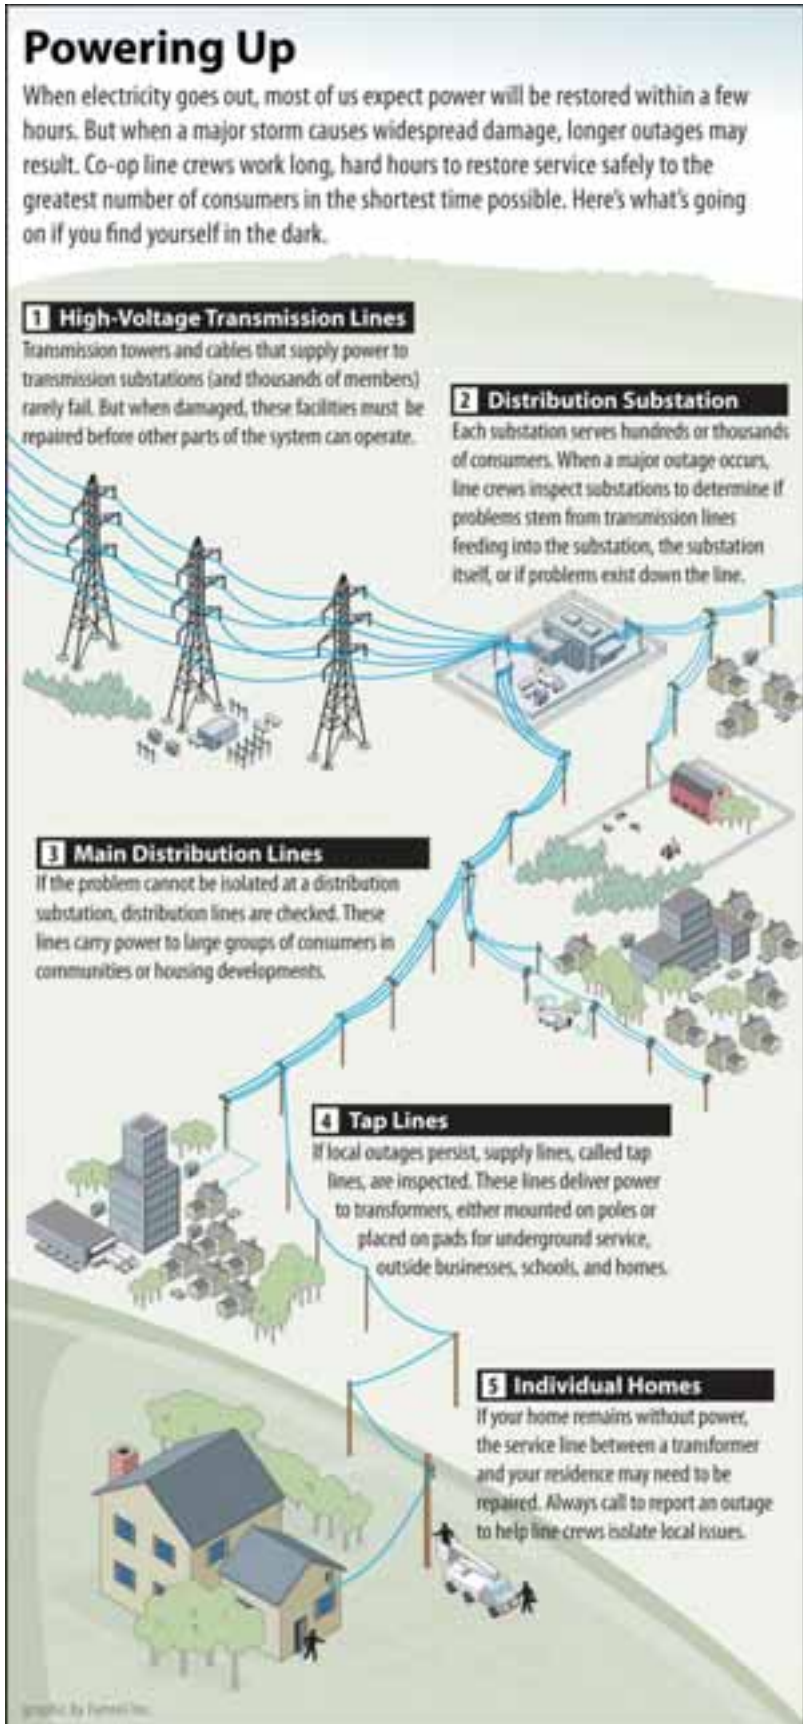 Powering Up
When electricity goes out, most of us expect power will be restored within a few
hours. But when a major storm causes widespread damage, longer outages may
result. Co-op line crews work long, hard hours to restore service safely to the
greatest number of consumers in the shortest time possible. Here's what's going
on if you find yourself in the dark.
1 High-Voltage Transmission Lines
Transmission towers and cables that supply power to
transmission substations (and thousands of members)
rarely fail. But when damaged, these facilities must be
repaired before other parts of the system can operate.
2 Distribution Substation
Each substation serves hundreds or thousands
of consumers. When a major outage occurs,
line crews inspect substations to determine if
problems stem from transmission lines
feeding into the substation, the substation
itself, or if problems exist down the line.
3 Main Distribution Lines
If the problem cannot be isolated at a distribution
substation, distribution lines are checked. These
lines carry power to large groups of consumers in
communities or housing developments.
4 Tap Lines
If local outages persist, supply lines, called tap
lines, are inspected. These lines deliver power
to transformers, either mounted on poles or
placed on pads for underground service,
outside businesses, schools, and homes.
5 Individual Homes
If your home remains without power,
the service line between a transformer
and your residence may need to be
repaired. Always call to report an outage
to help line crews isolate local issues.
graphic by Inc.